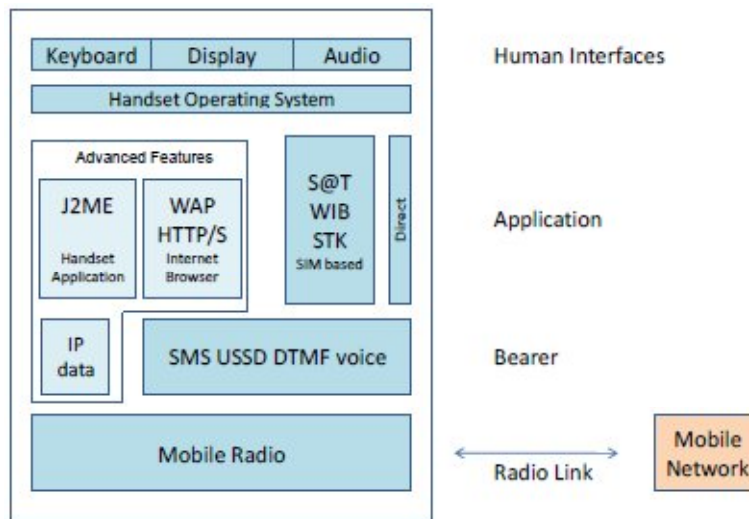 Keyboard Display Audio
Human Interfaces
Handset Operating System
Advanced Features
J2ME
Handset
Application
WAP
HTTP/S
Internet
Browser
S@T
WIB
STK
SIM based
Direct
Application
IP
data
SMS USSD DTMF voice
Bearer
Mobile Radio
Radio Link
Mobile
Network